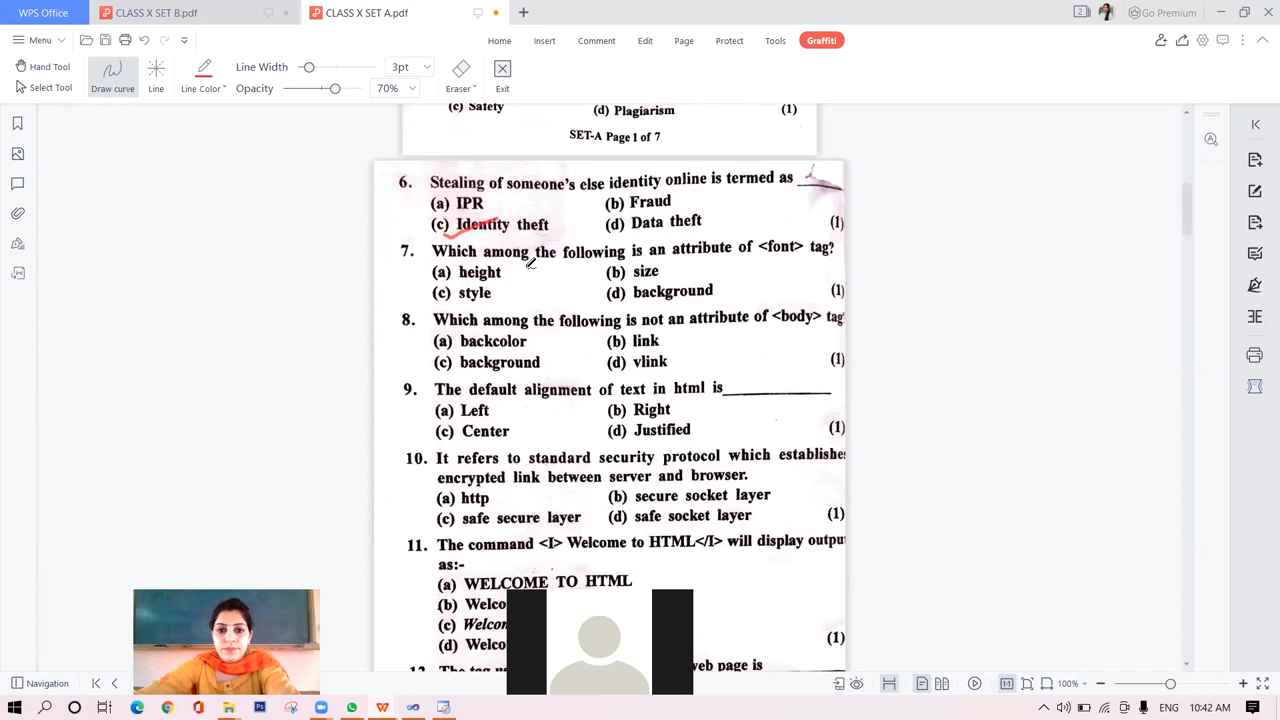 WPS Office
CLASS X SET B.pdf
CLASS X SET A.pdf
2
Go Premium
Menu
Home
Insert
Comment
Edit
Page
Protect
Tools
Graffiti
Hand Tool
Select Tool
Draw curve
Line
Line Color
Line Width
3pt
Opacity
70%
Eraser
Exit
(c) Safety
(d) Plagiarism
(1)
SET-A Page 1 of 7
6. Stealing of someone's else identity online is termed as ____
(a) IPR (b) Fraud
(c) Identity theft (d) Data theft (1)
7. Which among the following is an attribute of <font> tag?
(a) height (b) size
(c) style (d) background (1)
8. Which among the following is not an attribute of <body> tag
(a) backcolor (b) link
(c) background (d) vlink (1)
9. The default alignment of text in html is__________
(a) Left (b) Right
(c) Center (d) Justified (1)
10. It refers to standard security protocol which establishe
encrypted link between server and browser.
(a) http (b) secure socket layer
(c) safe secure layer (d) safe socket layer (1)
11. The command <I> Welcome to HTML</I> will display outpu
as:-
(a) WELCOME TO HTML
(b) Welco
(c) Welcon
(d) Welco (1)
web page is
Navigation
100%
ENG
10:42 AM